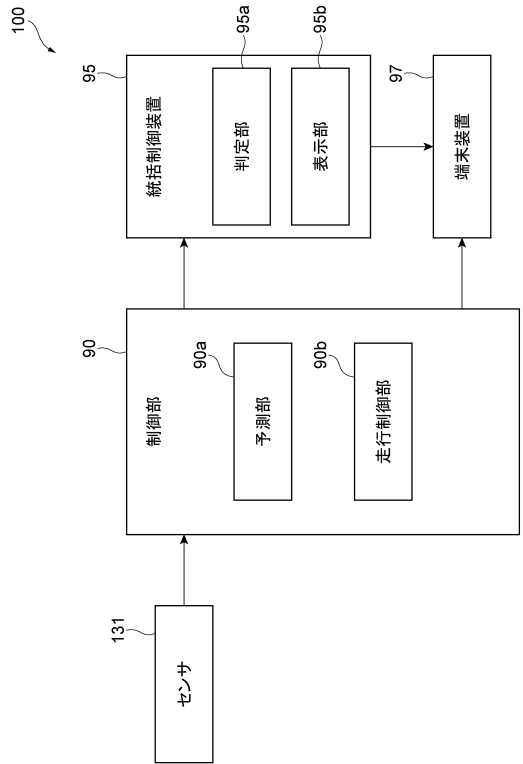 100
131
センサ
90
制御部
90a
予測部
90b
走行制御部
95
統括制御装置
95a
判定部
95b
表示部
97
端末装置